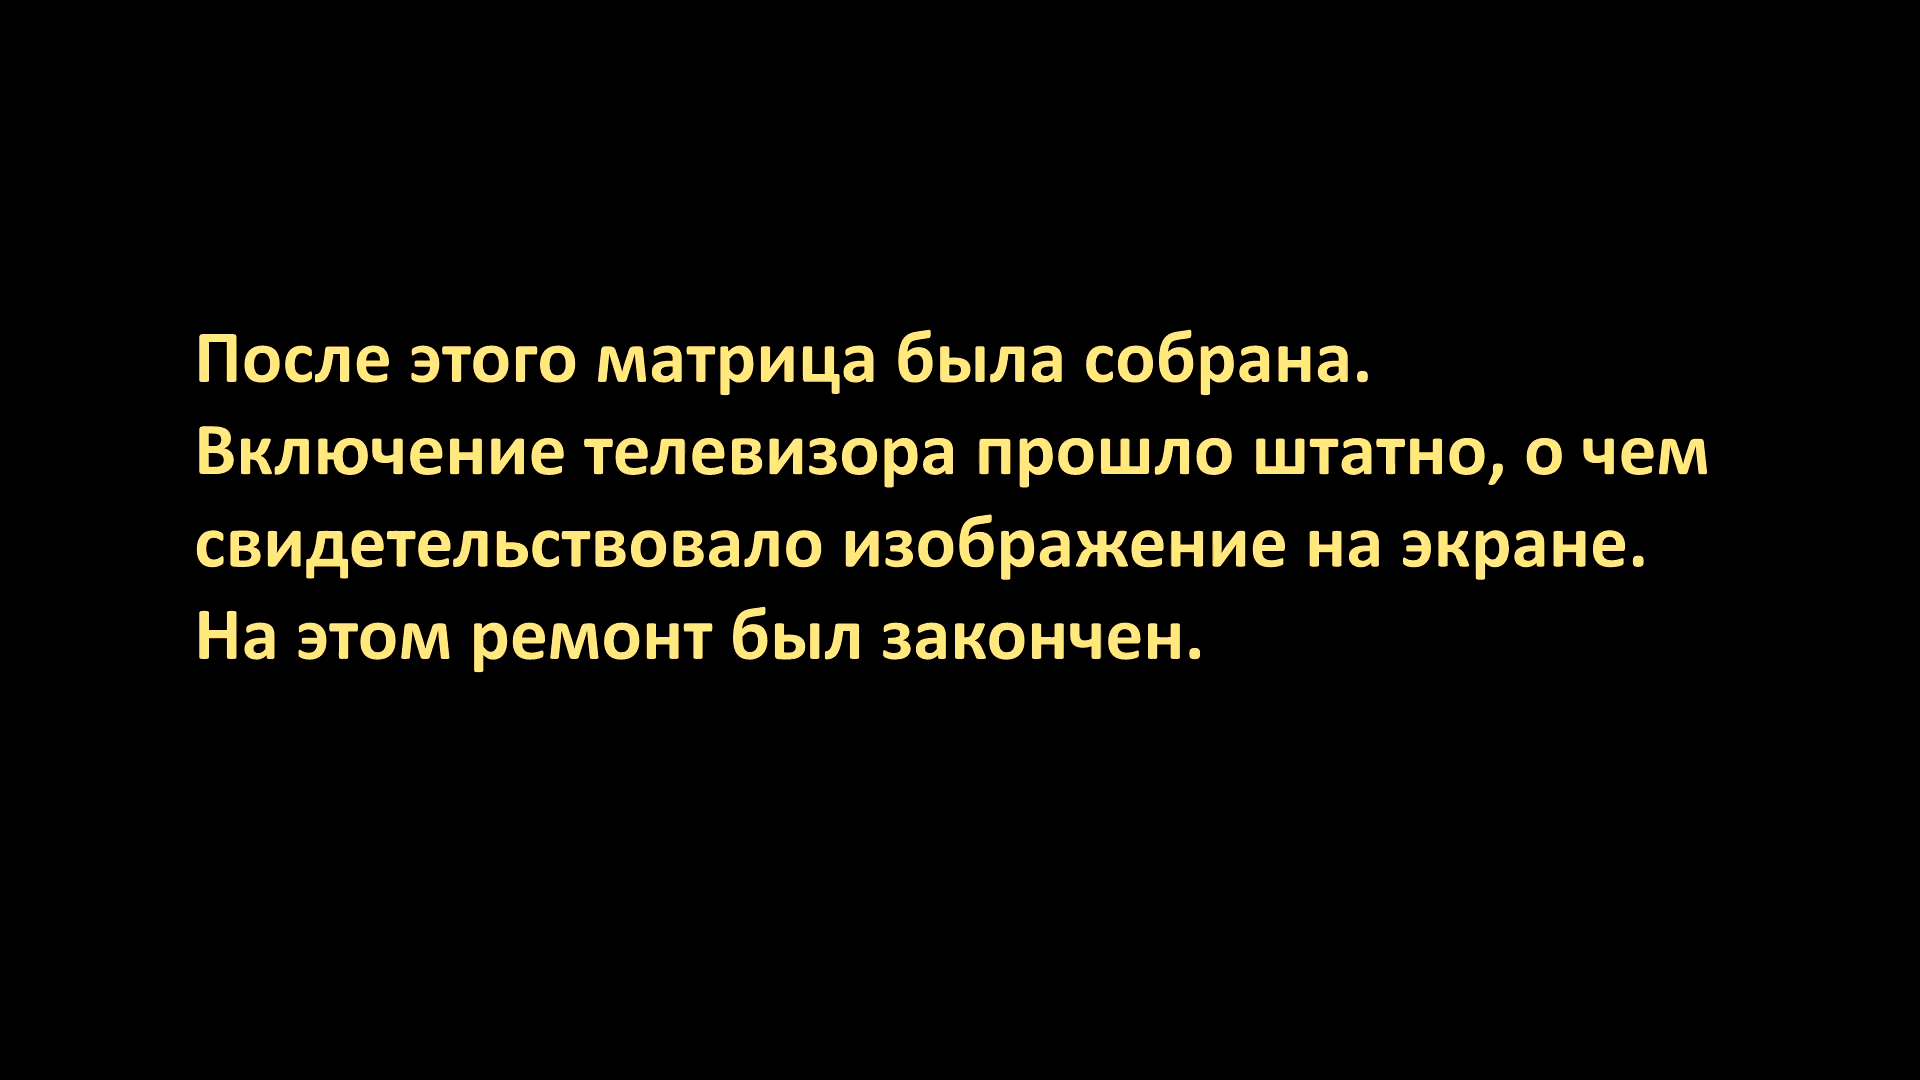 После этого матрица была собрана.
Включение телевизора прошло штатно, о чем
свидетельствовало изображение на экране.
На этом ремонт был закончен.